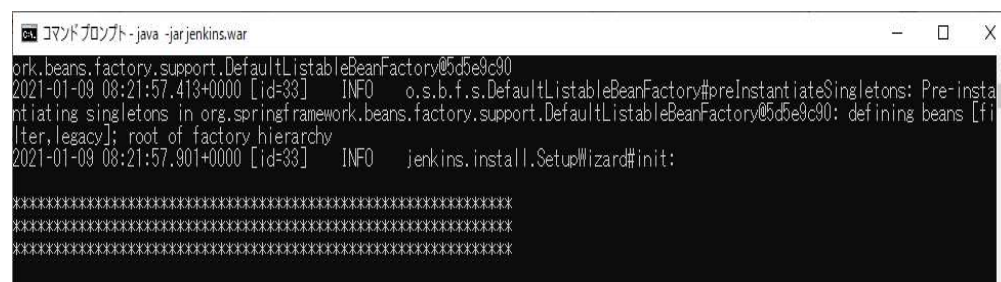 コマンド プロンプト - java -jar jenkins.war
ork.beans.factory.support.DefaultListableBeanFactory@5d5e9c90
2021-01-09 08:21:57.413+0000 [id=33] INFO o.s.b.f.s.DefaultListableBeanFactory#preInstantiateSingletons: Pre-insta
ntiating singletons in org.springframework.beans.factory.support.DefaultListableBeanFactory@5d5e9c90: defining beans [fi
lter,legacy]; root of factory hierarchy
2021-01-09 08:21:57.901+0000 [id=33] INFO jenkins.install.SetupWizard#init:
*************************************************************
*************************************************************
*************************************************************